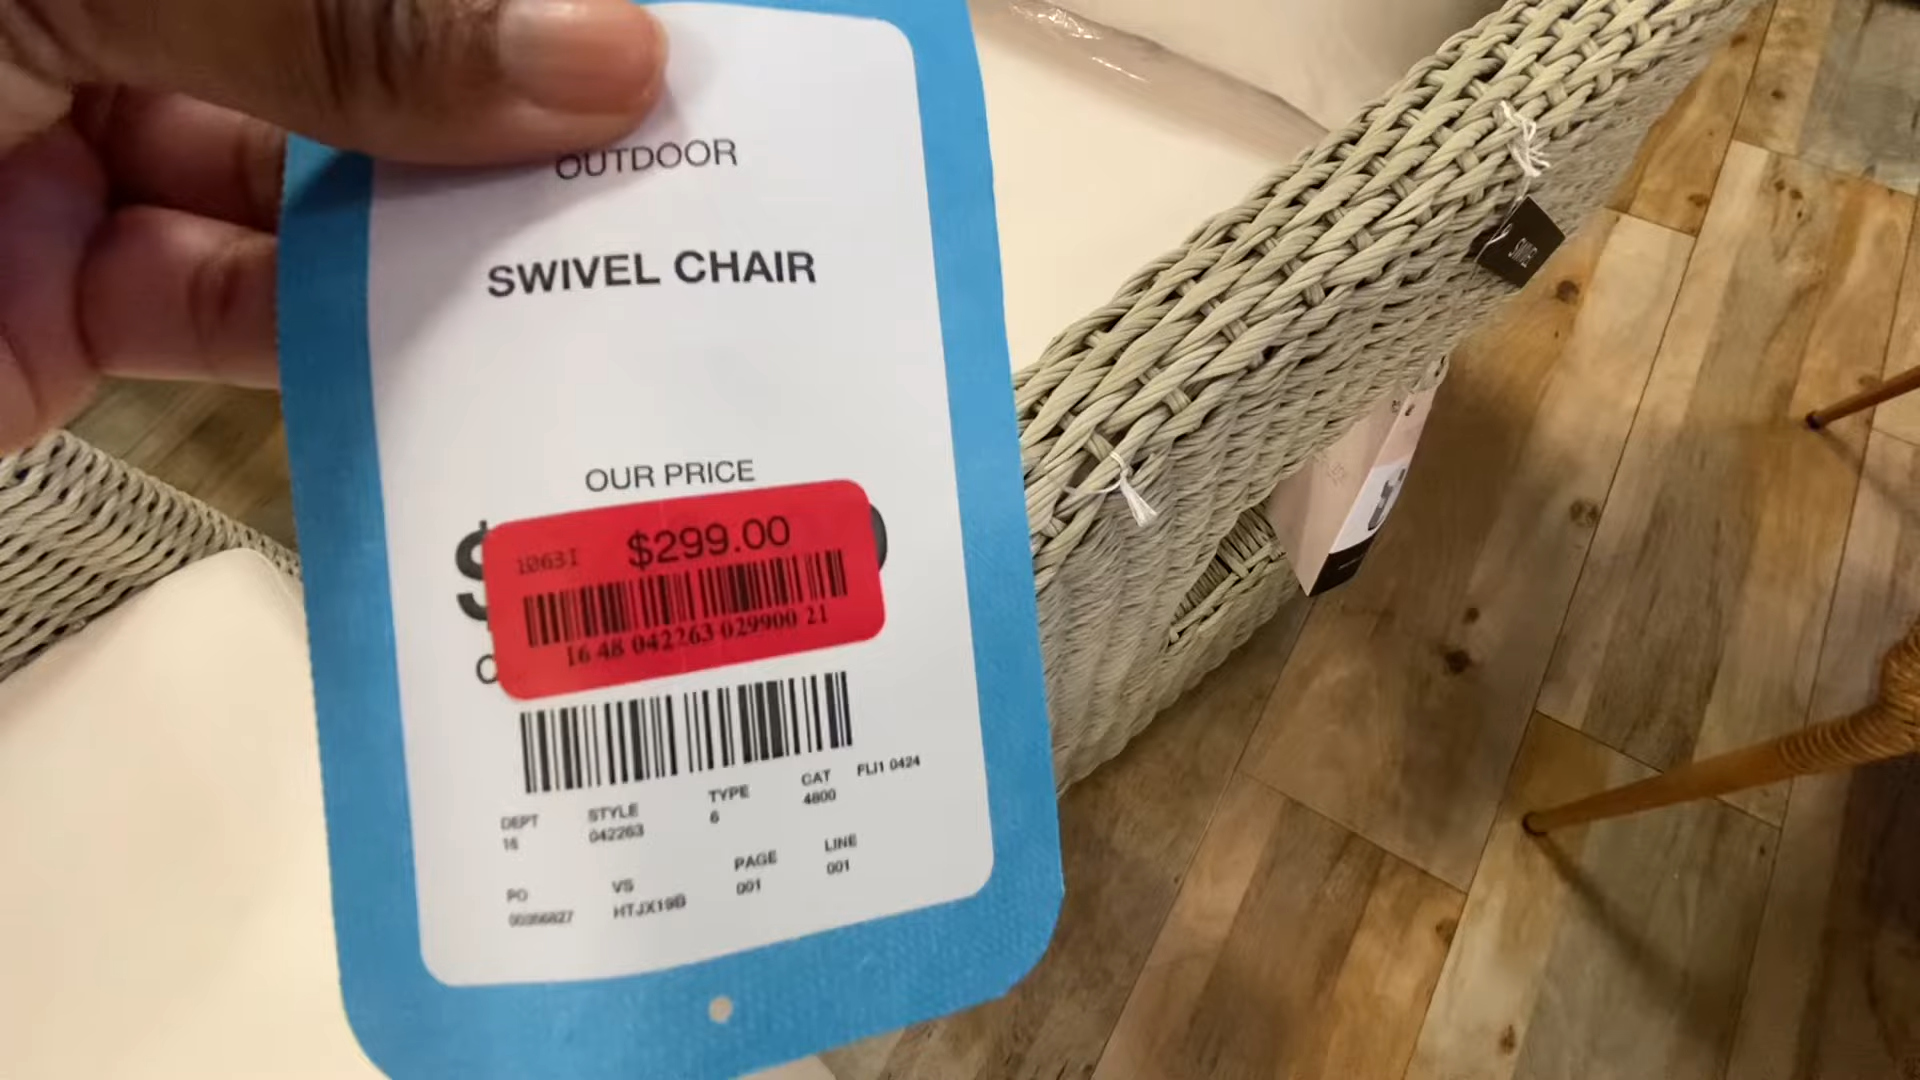 OUTDOOR
SWIVEL CHAIR
OUR PRICE
$
1063I $299.00
16 48 042263 029900 21
DEPT STYLE TYPE CAT FLI1 0424
16 042263 6 4800
PO VS PAGE LINE
HTJX19B 001 001